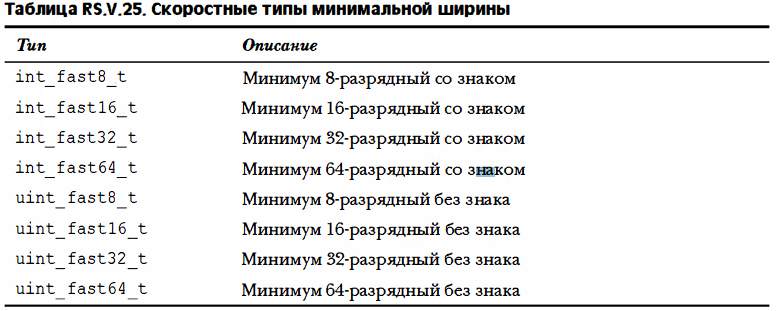 Таблица RS.V.25. Скоростные типы минимальной ширины
Тип Описание
int_fast8_t Минимум 8-разрядный со знаком
int_fast16_t Минимум 16-разрядный со знаком
int_fast32_t Минимум 32-разрядный со знаком
int_fast64_t Минимум 64-разрядный со знаком
uint_fast8_t Минимум 8-разрядный без знака
uint_fast16_t Минимум 16-разрядный без знака
uint_fast32_t Минимум 32-разрядный без знака
uint_fast64_t Минимум 64-разрядный без знака